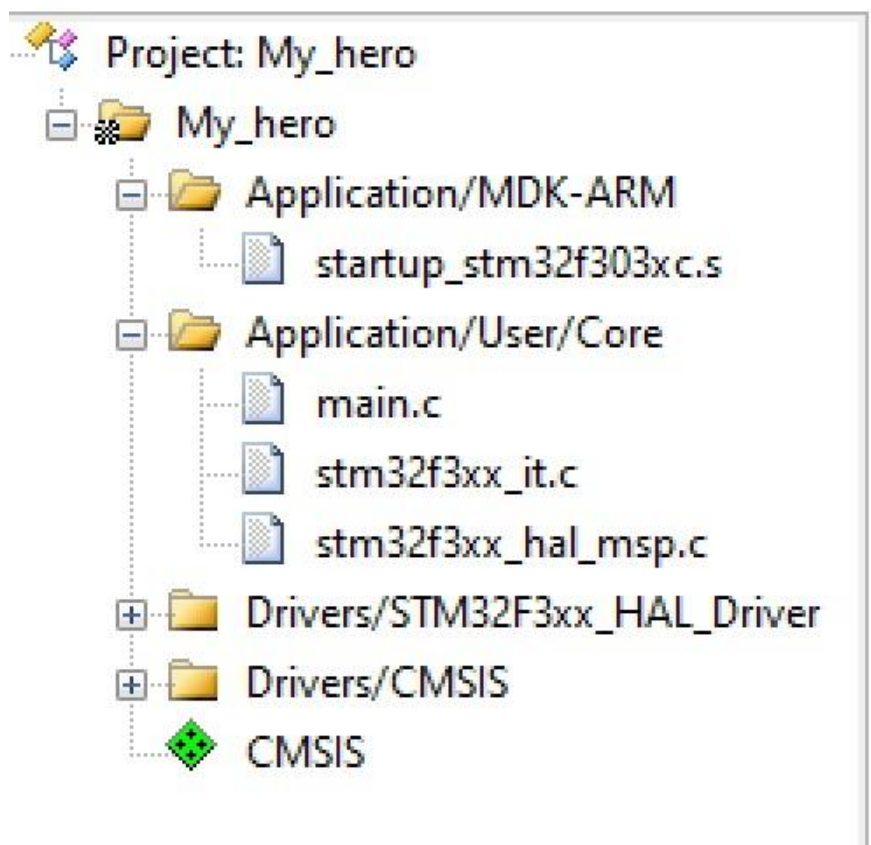 Project: My_hero
My_hero
Application/MDK-ARM
startup_stm32f303xc.s
Application/User/Core
main.c
stm32f3xx_it.c
stm32f3xx_hal_msp.c
Drivers/STM32F3xx_HAL_Driver
Drivers/CMSIS
CMSIS